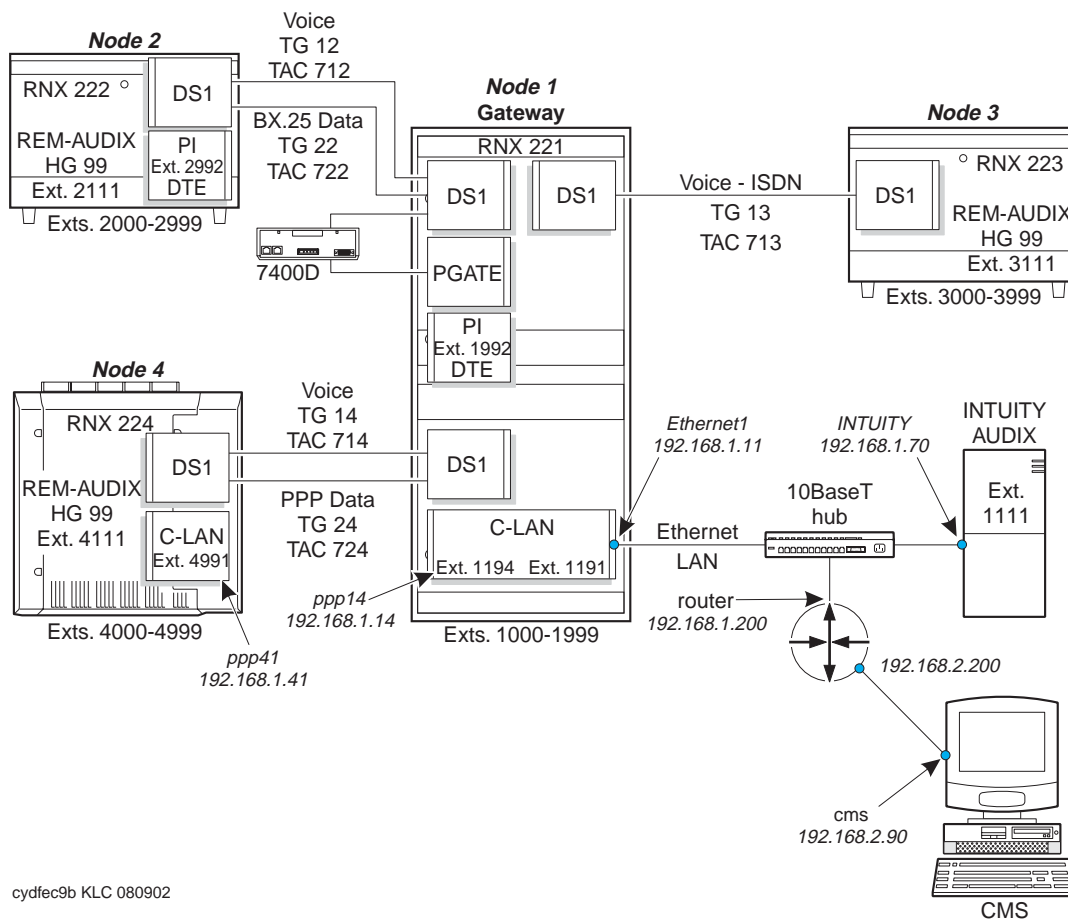 Node 2
RNX 222
DS1
REM-AUDIX
HG 99
Ext. 2111
PI
Ext. 2992
DTE
Exts. 2000-2999
Voice
TG 12
TAC 712
BX.25 Data
TG 22
TAC 722
7400D
Node 1
Gateway
RNX 221
DS1
DS1
PGATE
PI
Ext. 1992
DTE
DS1
C-LAN
Ext. 1194
Ext. 1191
Exts. 1000-1999
Voice - ISDN
TG 13
TAC 713
Node 3
RNX 223
DS1
REM-AUDIX
HG 99
Ext. 3111
Exts. 3000-3999
Node 4
RNX 224
DS1
REM-AUDIX
HG 99
Ext. 4111
C-LAN
Ext. 4991
Exts. 4000-4999
ppp41
192.168.1.41
Voice
TG 14
TAC 714
PPP Data
TG 24
TAC 724
ppp14
192.168.1.14
Ethernet1
192.168.1.11
Ethernet
LAN
10BaseT
hub
INTUITY
192.168.1.70
INTUITY
AUDIX
Ext.
1111
router
192.168.1.200
192.168.2.200
cms
192.168.2.90
CMS
cydfec9b KLC 080902